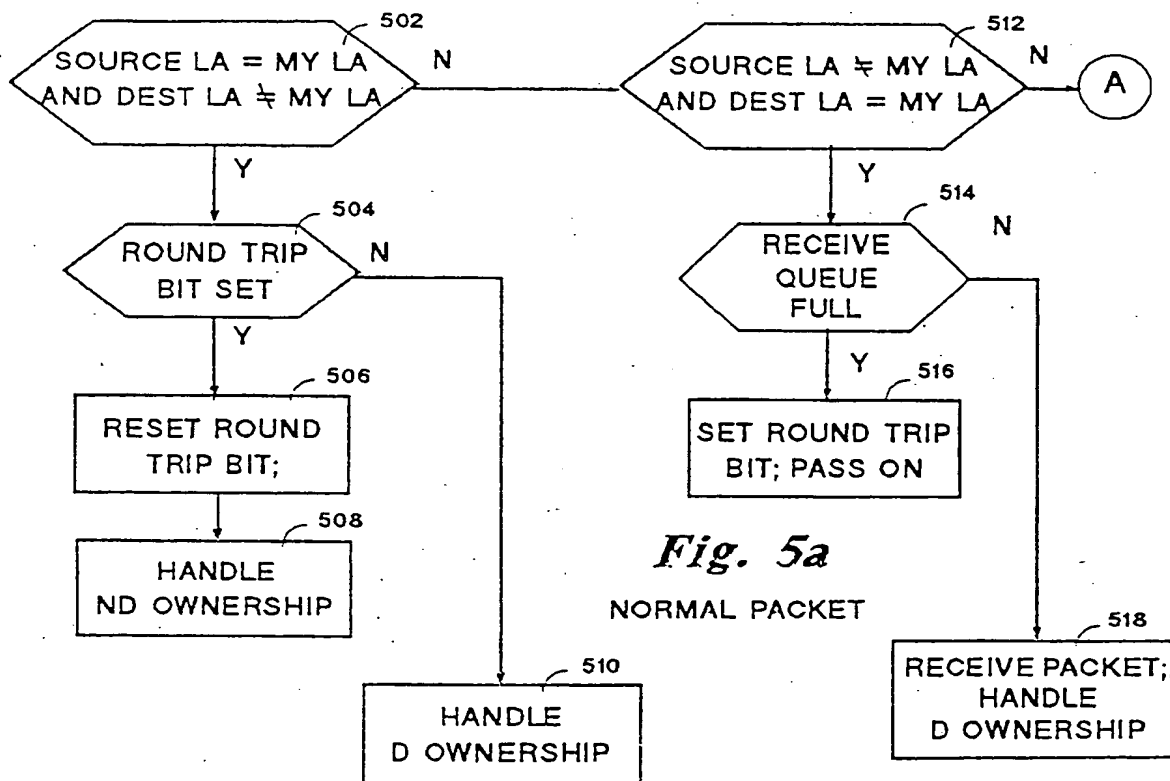 502
SOURCE LA = MY LA
AND DEST LA ≠ MY LA
N
Y
504
ROUND TRIP
BIT SET
N
Y
506
RESET ROUND
TRIP BIT;
508
HANDLE
ND OWNERSHIP
510
HANDLE
D OWNERSHIP
512
SOURCE LA ≠ MY LA
AND DEST LA = MY LA
N
A
Y
514
RECEIVE
QUEUE
FULL
N
Y
516
SET ROUND TRIP
BIT; PASS ON
518
RECEIVE PACKET;
HANDLE
D OWNERSHIP
Fig. 5a
NORMAL PACKET